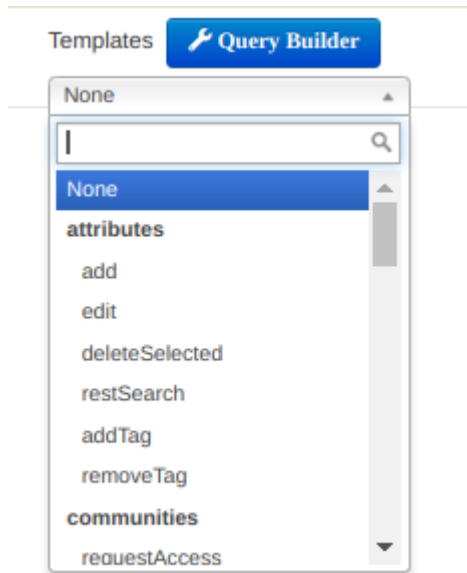 Templates Query Builder
None
None
attributes
add
edit
deleteSelected
restSearch
addTag
removeTag
communities
requestAccess